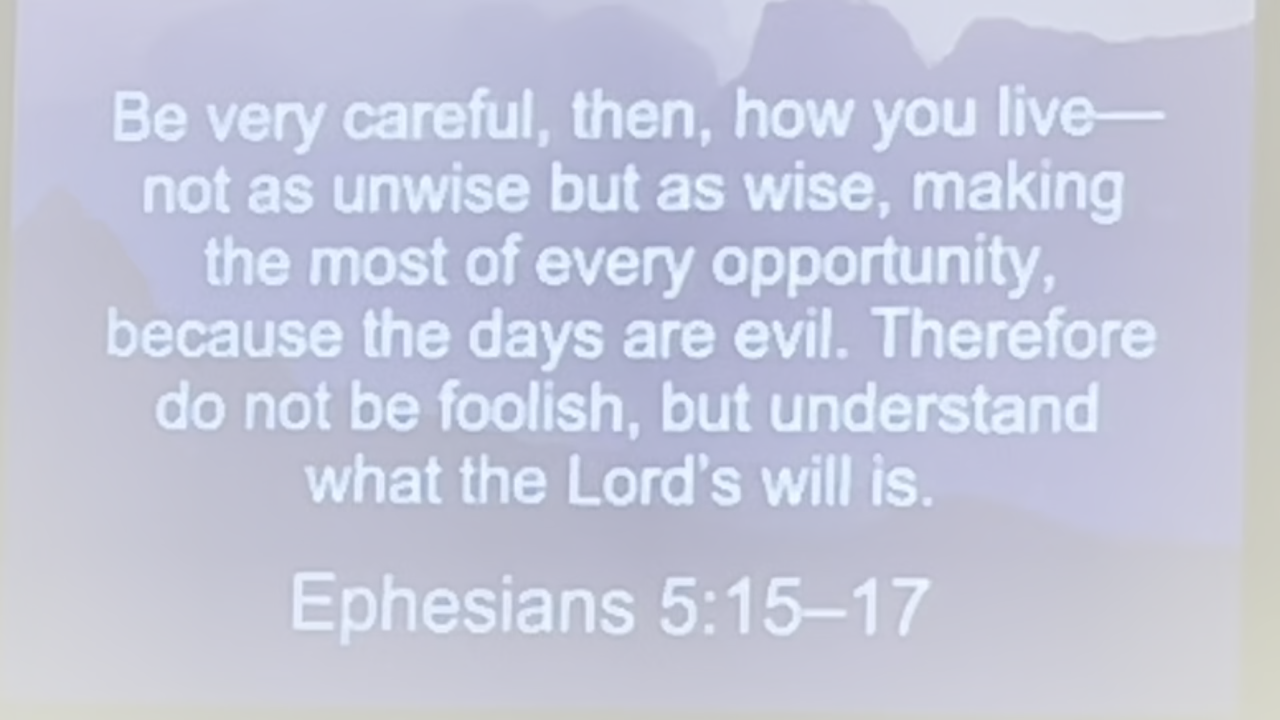 Be very careful, then, how you live—
not as unwise but as wise, making
the most of every opportunity,
because the days are evil. Therefore
do not be foolish, but understand
what the Lord’s will is.
Ephesians 5:15–17